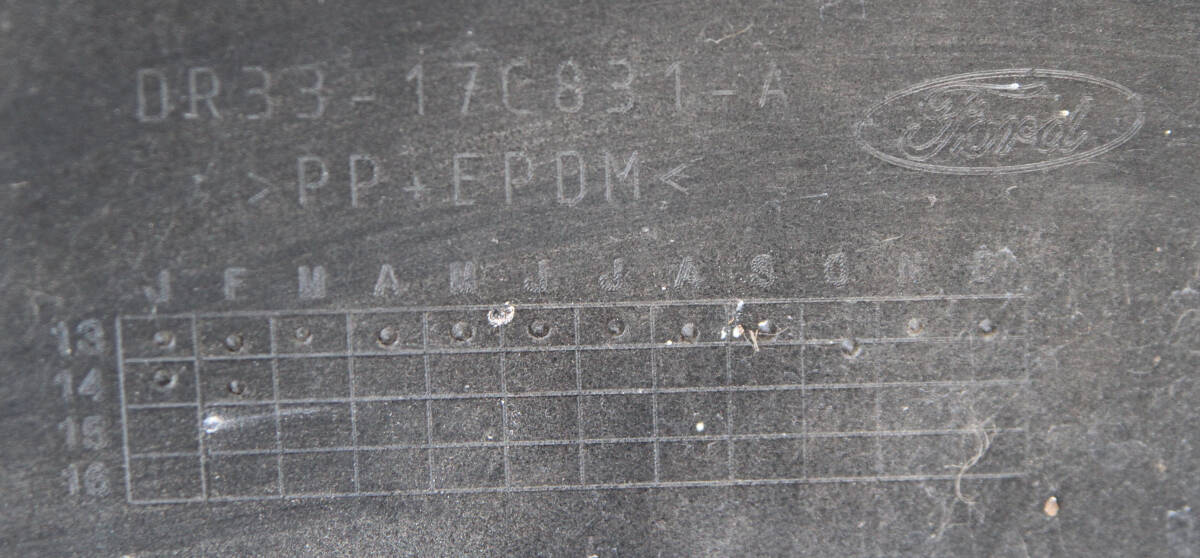 DR33-17C831-A
Ford
>PP+EPDM<
J F M A M J J A S O N D
13
14
15
16